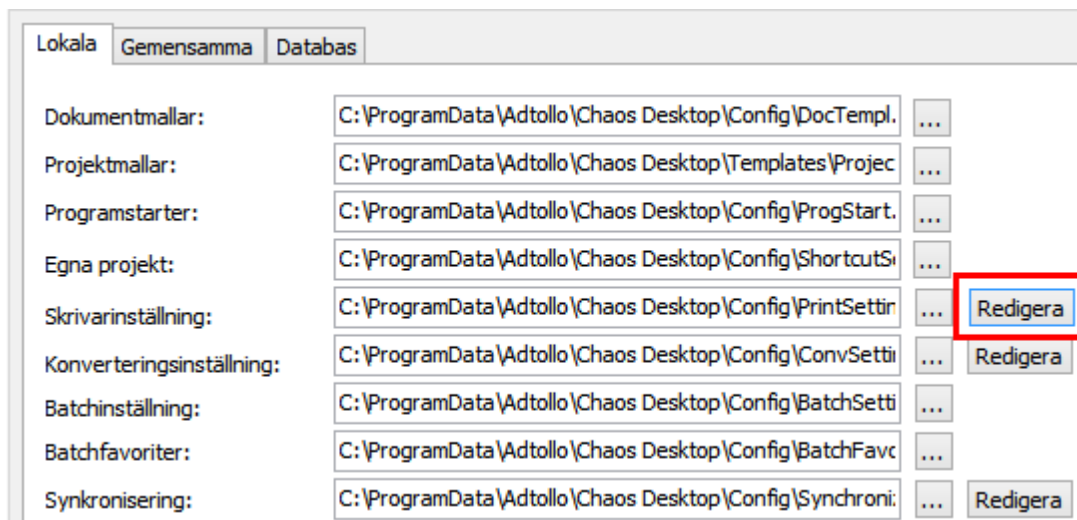 Lokala Gemensamma Databas
Dokumentmallar: C:\ProgramData\Adtollo\Chaos Desktop\Config\DocTempl. ...
Projektmallar: C:\ProgramData\Adtollo\Chaos Desktop\Templates\Projec ...
Programstarter: C:\ProgramData\Adtollo\Chaos Desktop\Config\ProgStart. ...
Egna projekt: C:\ProgramData\Adtollo\Chaos Desktop\Config\ShortcutS ...
Skrivarinställning: C:\ProgramData\Adtollo\Chaos Desktop\Config\PrintSettin ... Redigera
Konverteringsinställning: C:\ProgramData\Adtollo\Chaos Desktop\Config\ConvSetti ... Redigera
Batchinställning: C:\ProgramData\Adtollo\Chaos Desktop\Config\BatchSetti ...
Batchfavoriter: C:\ProgramData\Adtollo\Chaos Desktop\Config\BatchFavo ...
Synkronisering: C:\ProgramData\Adtollo\Chaos Desktop\Config\Synchroni ... Redigera